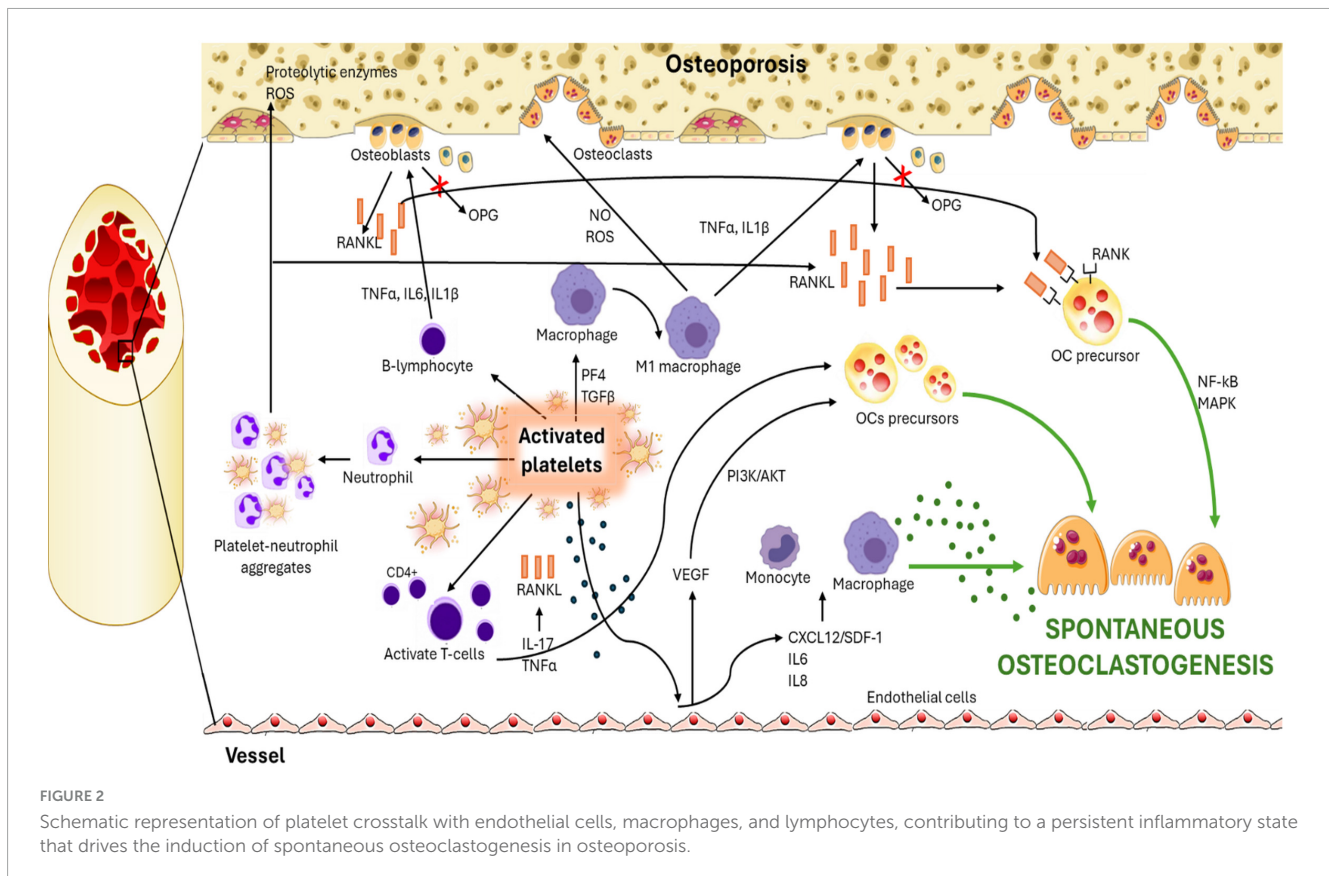 Osteoporosis
Proteolytic enzymes
ROS
Osteoblasts
Osteoclasts
OPG
RANKL
NO
ROS
TNFα, IL1β
OPG
RANKL
RANK
OC precursor
TNFα, IL6, IL1β
B-lymphocyte
Macrophage
M1 macrophage
PF4
TGFβ
OCs precursors
NF-kB
MAPK
Activated
platelets
Neutrophil
Platelet-neutrophil
aggregates
PI3K/AKT
CD4+
Activate T-cells
RANKL
IL-17
TNFα
VEGF
Monocyte
Macrophage
CXCL12/SDF-1
IL6
IL8
SPONTANEOUS
OSTEOCLASTOGENESIS
Endothelial cells
Vessel
FIGURE 2
Schematic representation of platelet crosstalk with endothelial cells, macrophages, and lymphocytes, contributing to a persistent inflammatory state
that drives the induction of spontaneous osteoclastogenesis in osteoporosis.